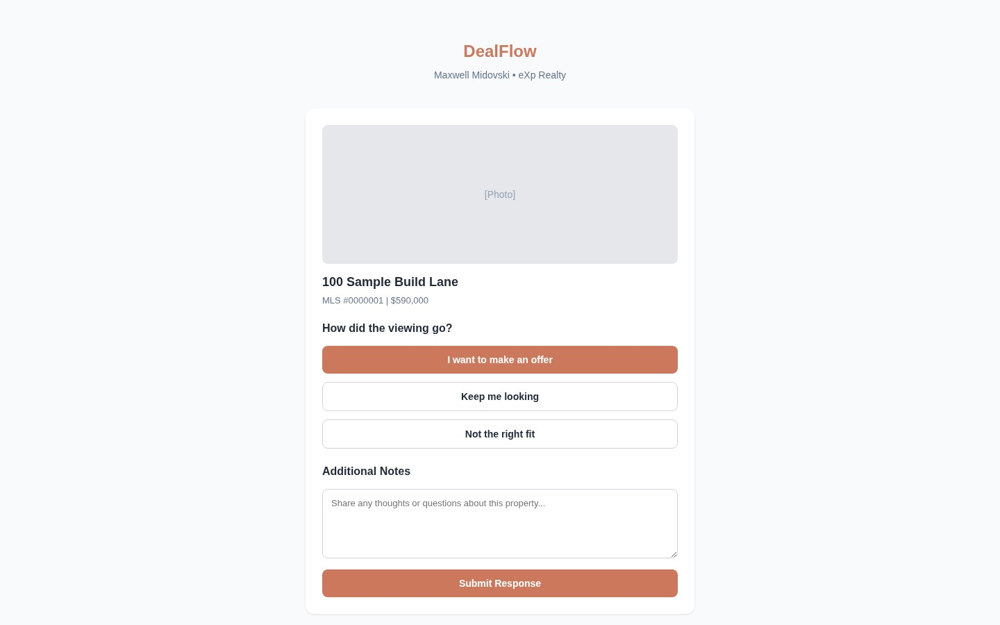 DealFlow
Maxwell Midovski • eXp Realty
[Photo]
100 Sample Build Lane
MLS #0000001 | $590,000
How did the viewing go?
I want to make an offer
Keep me looking
Not the right fit
Additional Notes
Share any thoughts or questions about this property...
Submit Response